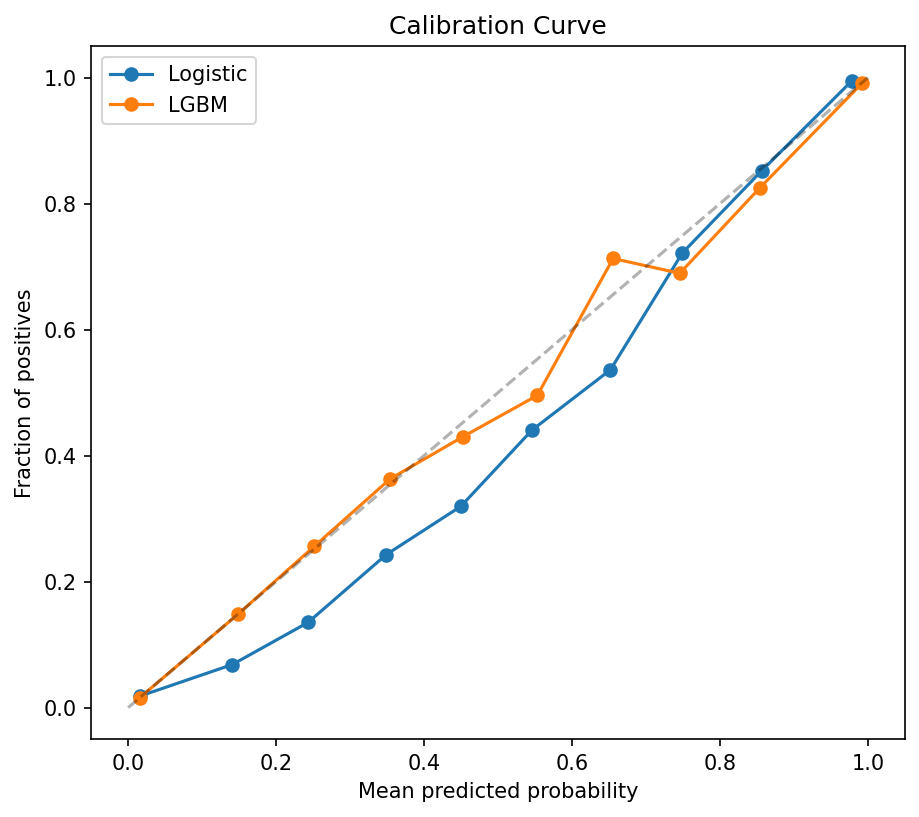 Calibration Curve
Logistic
LGBM
Fraction of positives
1.0
0.8
0.6
0.4
0.2
0.0
0.0 0.2 0.4 0.6 0.8 1.0
Mean predicted probability